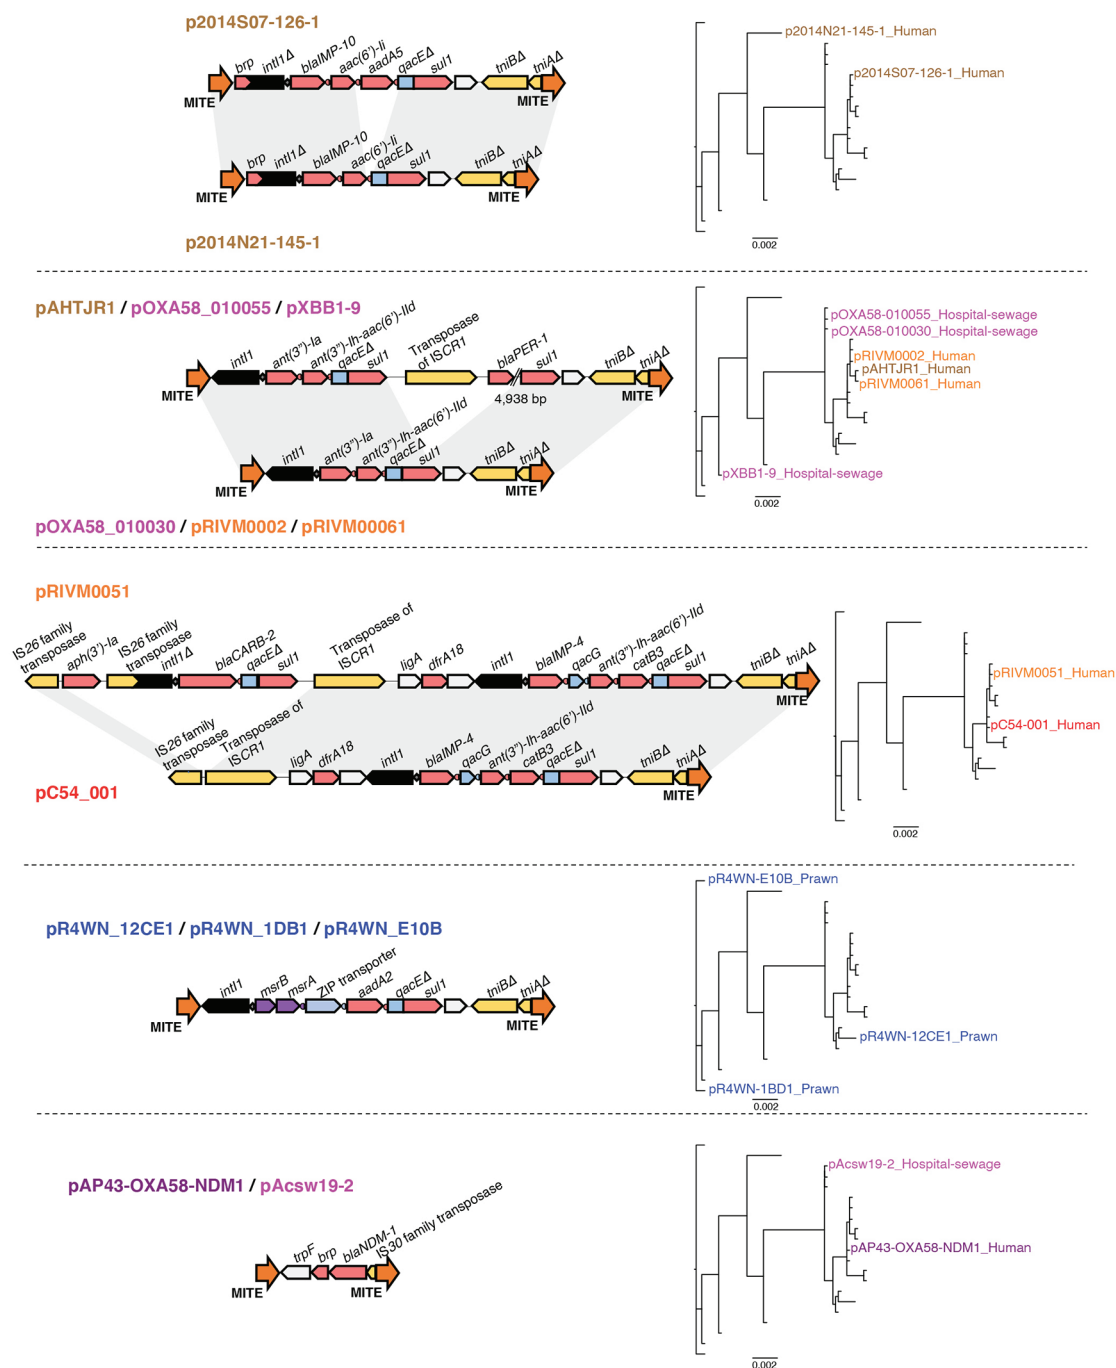 p2014S07-126-1
brp
intI1Δ
blaIMP-10
aac(6')-Ii
aadA5
qacEΔ
sul1
tniBΔ
tniAΔ
MITE
MITE
brp
intI1Δ
blaIMP-10
aac(6')-Ii
qacEΔ
sul1
tniBΔ
tniAΔ
MITE
MITE
p2014N21-145-1
p2014N21-145-1_Human
p2014S07-126-1_Human
0.002
pAHTJR1 / pOXA58_010055 / pXBB1-9
intI1
ant(3")-Ia
ant(3")-Ih-aac(6')-IId
qacEΔ
sul1
Transposase
of ISCR1
blaPER-1
sul1
tniBΔ
tniAΔ
MITE
MITE
4,938 bp
intI1
ant(3")-Ia
ant(3")-Ih-aac(6')-IId
qacEΔ
sul1
tniBΔ
tniAΔ
MITE
MITE
pOXA58_010030 / pRIVM0002 / pRIVM00061
pOXA58-010055_Hospital-sewage
pOXA58-010030_Hospital-sewage
pRIVM0002_Human
pAHTJR1_Human
pRIVM0061_Human
pXBB1-9_Hospital-sewage
0.002
pRIVM0051
IS26 family
transposase
aph(3')-Ia
IS26 family
transposase
intI1Δ
blaCARB-2
qacEΔ
sul1
Transposase of
ISCR1
ligA
dfrA18
intI1
blaIMP-4
qacG
ant(3")-Ih-aac(6')-IId
catB3
qacEΔ
sul1
tniBΔ
tniAΔ
MITE
IS26 family
transposase
Transposase of
ISCR1
ligA
dfrA18
intI1
blaIMP-4
qacG
ant(3")-Ih-aac(6')-IId
catB3
qacEΔ
sul1
tniBΔ
tniAΔ
MITE
pC54_001
pRIVM0051_Human
pC54-001_Human
0.002
pR4WN_12CE1 / pR4WN_1DB1 / pR4WN_E10B
intI1
msrB
msrA
ZIP transporter
aadA2
qacEΔ
sul1
tniBΔ
tniAΔ
MITE
MITE
pR4WN-E10B_Prawn
pR4WN-12CE1_Prawn
pR4WN-1BD1_Prawn
0.002
pAP43-OXA58-NDM1 / pAcsw19-2
trpF
brp
blaNDM-1
IS30 family transposase
MITE
MITE
pAcsw19-2_Hospital-sewage
pAP43-OXA58-NDM1_Human
0.002